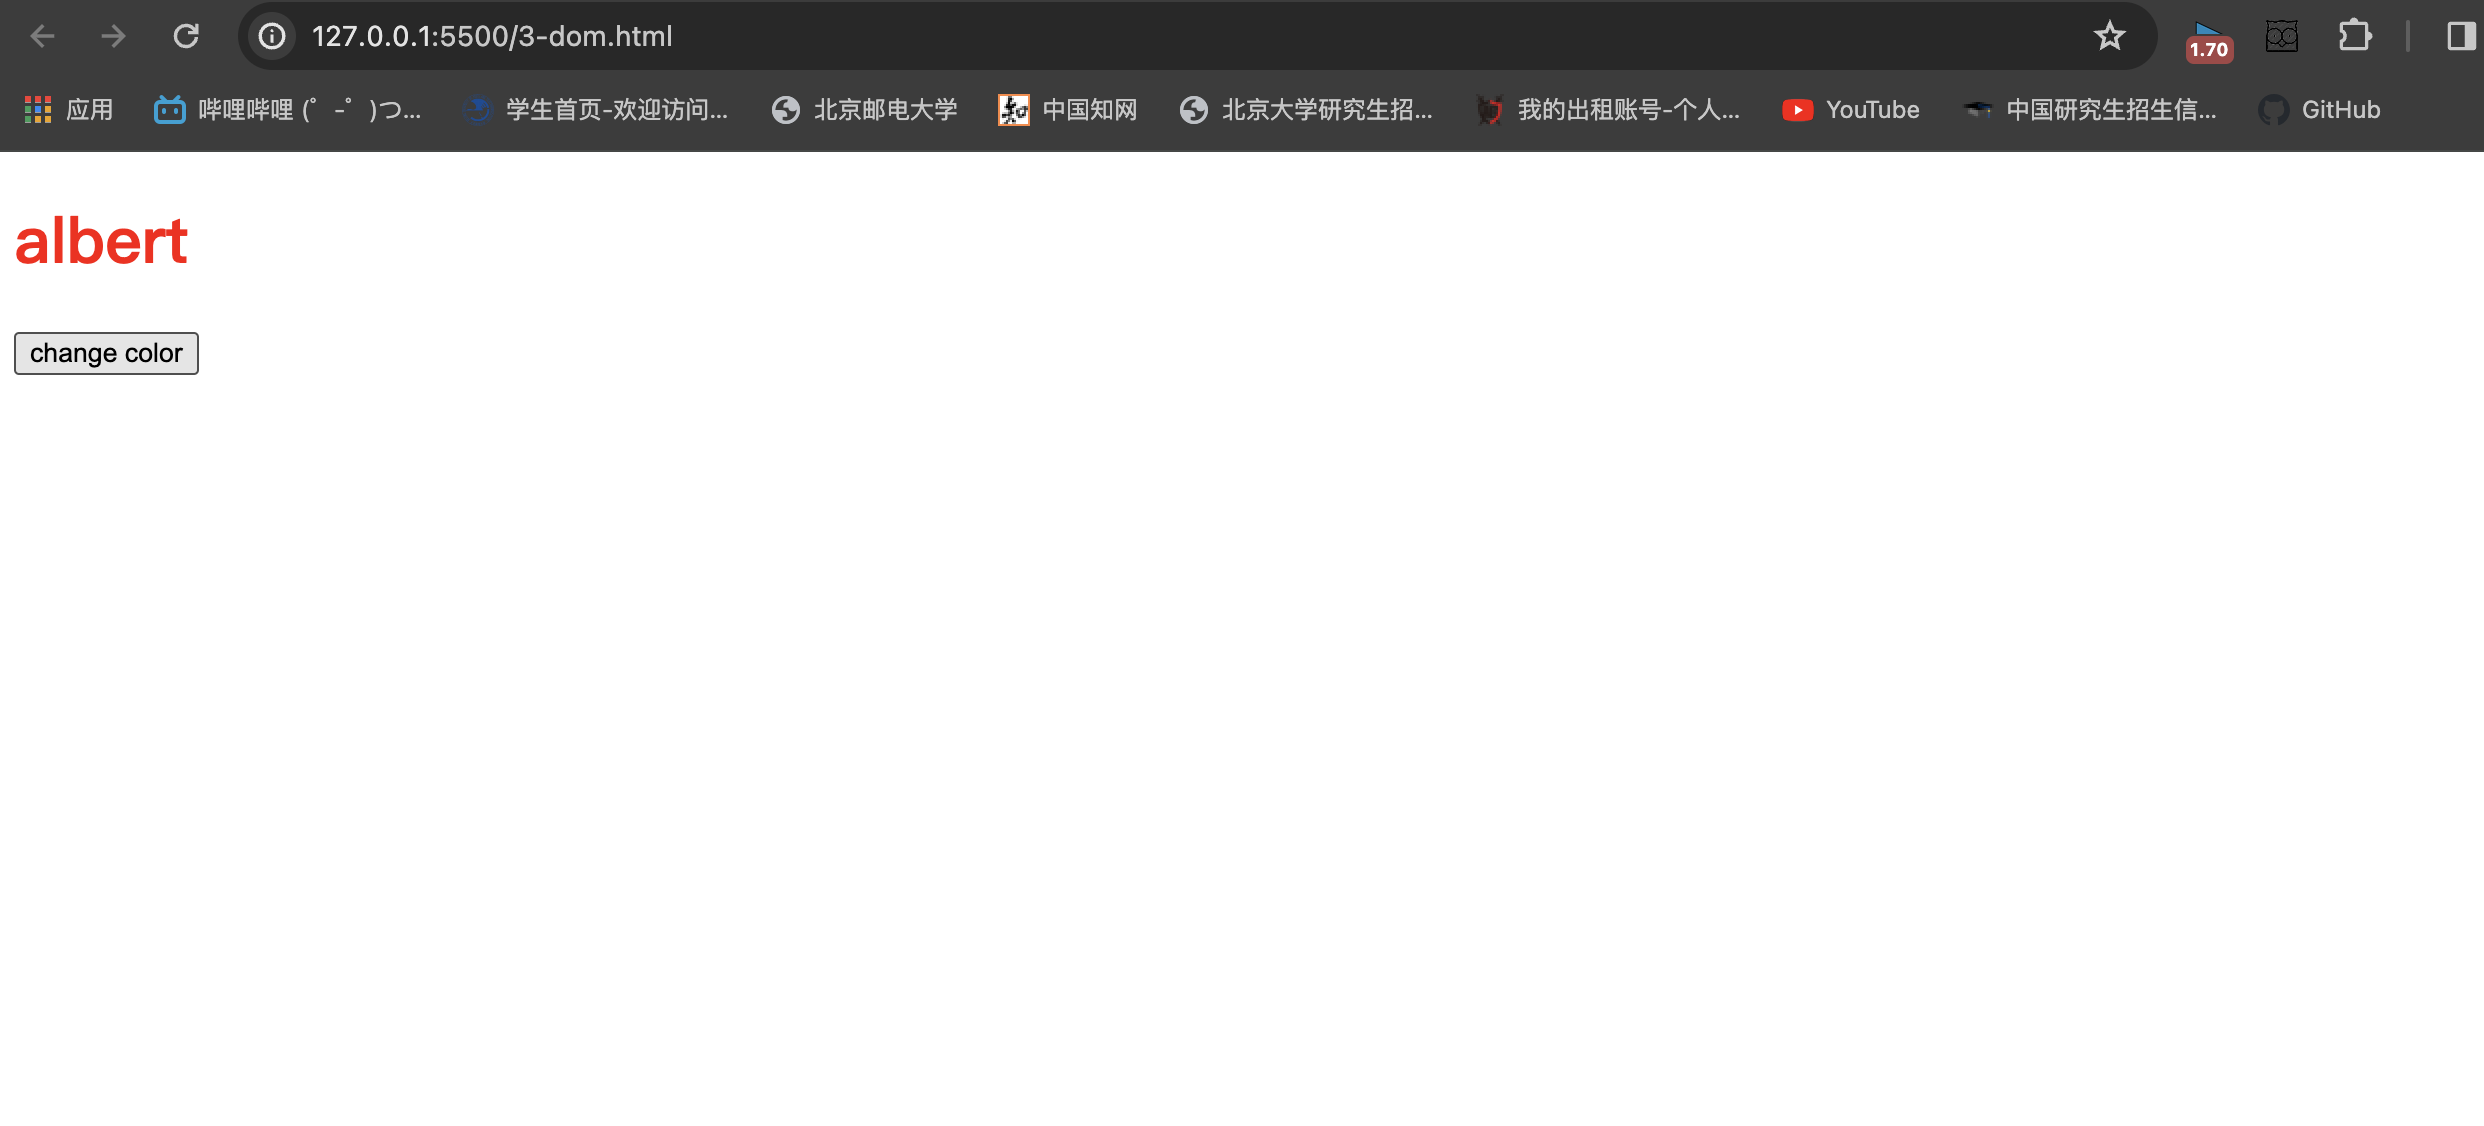 127.0.0.1:5500/3-dom.html
1.70
应用 哔哩哔哩 (゜-゜)つ... 学生首页-欢迎访问... 北京邮电大学 中国知网 北京大学研究生招... 我的出租账号-个人... YouTube 中国研究生招生信... GitHub
albert
change color